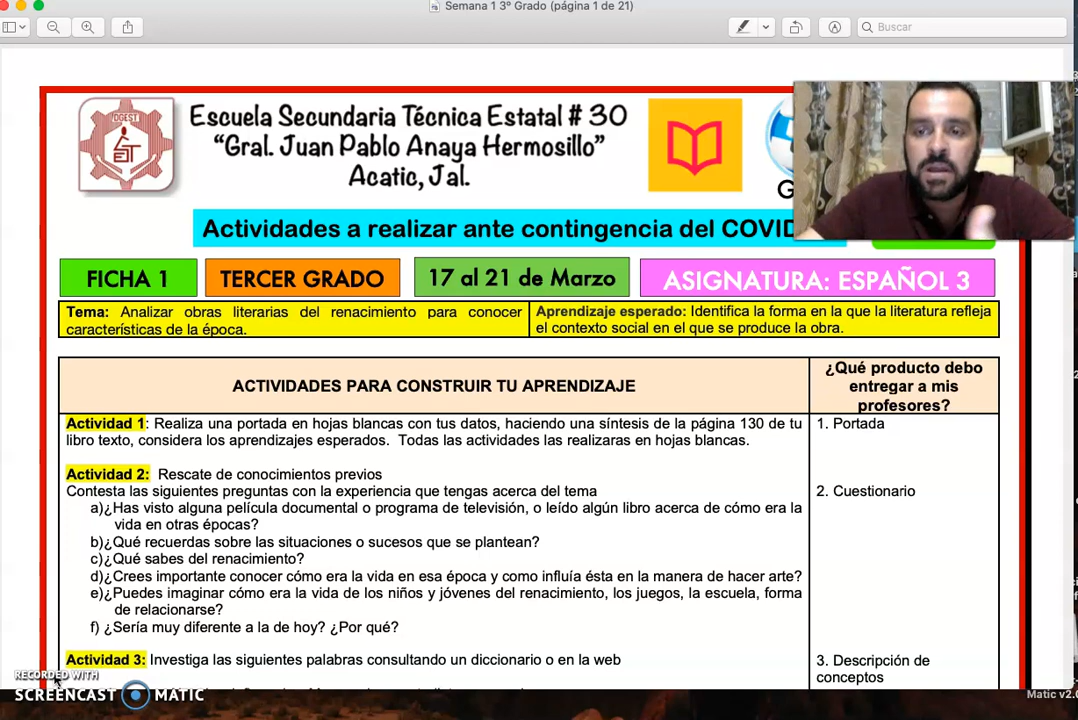 Semana 1 3º Grado (página 1 de 21)
Buscar
DGEST
Escuela Secundaria Técnica Estatal # 30
“Gral. Juan Pablo Anaya Hermosillo”
Acatic, Jal.
Actividades a realizar ante contingencia del COVID
FICHA 1
TERCER GRADO
17 al 21 de Marzo
ASIGNATURA: ESPAÑOL 3
Tema: Analizar obras literarias del renacimiento para conocer
características de la época.
Aprendizaje esperado: Identifica la forma en la que la literatura refleja
el contexto social en el que se produce la obra.
ACTIVIDADES PARA CONSTRUIR TU APRENDIZAJE
¿Qué producto debo
entregar a mis
profesores?
Actividad 1: Realiza una portada en hojas blancas con tus datos, haciendo una síntesis de la página 130 de tu
libro texto, considera los aprendizajes esperados. Todas las actividades las realizaras en hojas blancas.
1. Portada
Actividad 2: Rescate de conocimientos previos
Contesta las siguientes preguntas con la experiencia que tengas acerca del tema
2. Cuestionario
a)¿Has visto alguna película documental o programa de televisión, o leído algún libro acerca de cómo era la
vida en otras épocas?
b)¿Qué recuerdas sobre las situaciones o sucesos que se plantean?
c)¿Qué sabes del renacimiento?
d)¿Crees importante conocer cómo era la vida en esa época y como influía ésta en la manera de hacer arte?
e)¿Puedes imaginar cómo era la vida de los niños y jóvenes del renacimiento, los juegos, la escuela, forma
de relacionarse?
f) ¿Sería muy diferente a la de hoy? ¿Por qué?
Actividad 3: Investiga las siguientes palabras consultando un diccionario o en la web
3. Descripción de
conceptos
RECORDED WITH
SCREENCAST MATIC
Matic v2.0